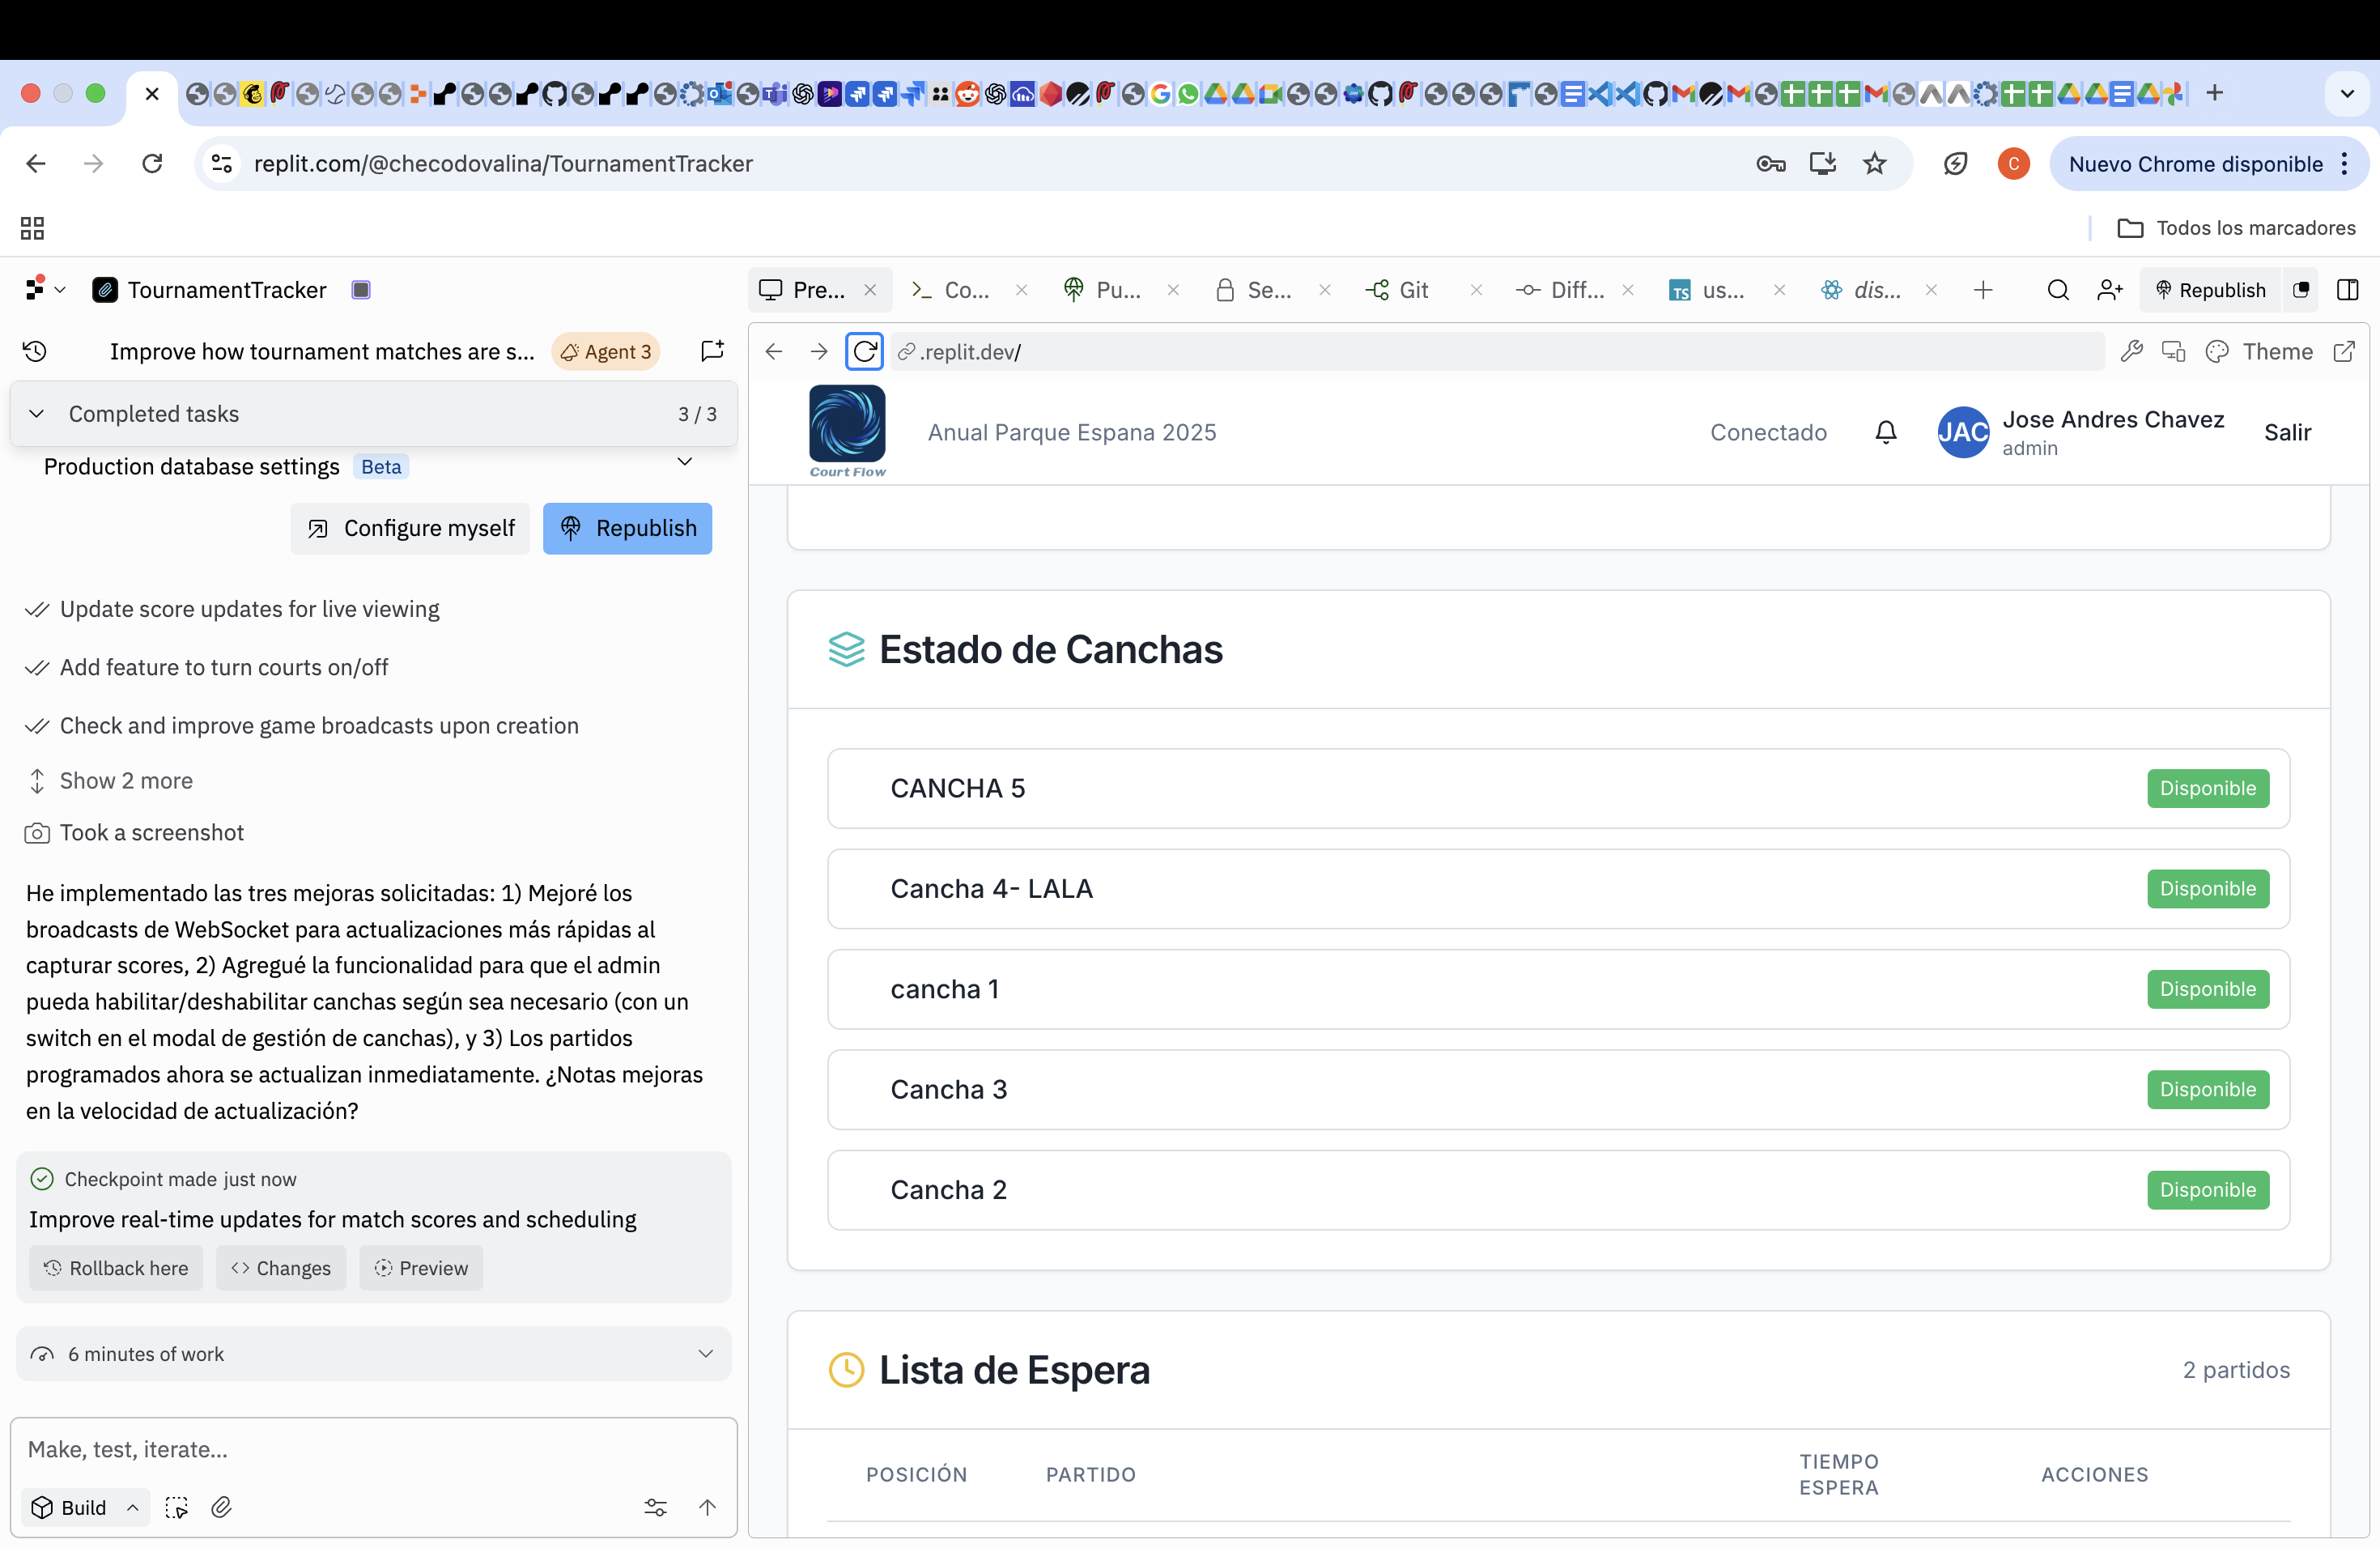 replit.com/@checodovalina/TournamentTracker
Nuevo Chrome disponible
C
Todos los marcadores
TournamentTracker
Pre...
Co...
Pu...
Se...
Git
Diff...
TS
us...
dis...
Republish
Improve how tournament matches are s...
Agent 3
.replit.dev/
Theme
Completed tasks
3 / 3
Production database settings
Beta
Configure myself
Republish
Update score updates for live viewing
Add feature to turn courts on/off
Check and improve game broadcasts upon creation
Show 2 more
Took a screenshot
He implementado las tres mejoras solicitadas: 1) Mejoré los
broadcasts de WebSocket para actualizaciones más rápidas al
capturar scores, 2) Agregué la funcionalidad para que el admin
pueda habilitar/deshabilitar canchas según sea necesario (con un
switch en el modal de gestión de canchas), y 3) Los partidos
programados ahora se actualizan inmediatamente. ¿Notas mejoras
en la velocidad de actualización?
Checkpoint made just now
Improve real-time updates for match scores and scheduling
Rollback here
Changes
Preview
6 minutes of work
Make, test, iterate...
Build
Court Flow
Anual Parque Espana 2025
Conectado
JAC
Jose Andres Chavez
admin
Salir
Estado de Canchas
CANCHA 5
Disponible
Cancha 4- LALA
Disponible
cancha 1
Disponible
Cancha 3
Disponible
Cancha 2
Disponible
Lista de Espera
2 partidos
POSICIÓN
PARTIDO
TIEMPO
ESPERA
ACCIONES